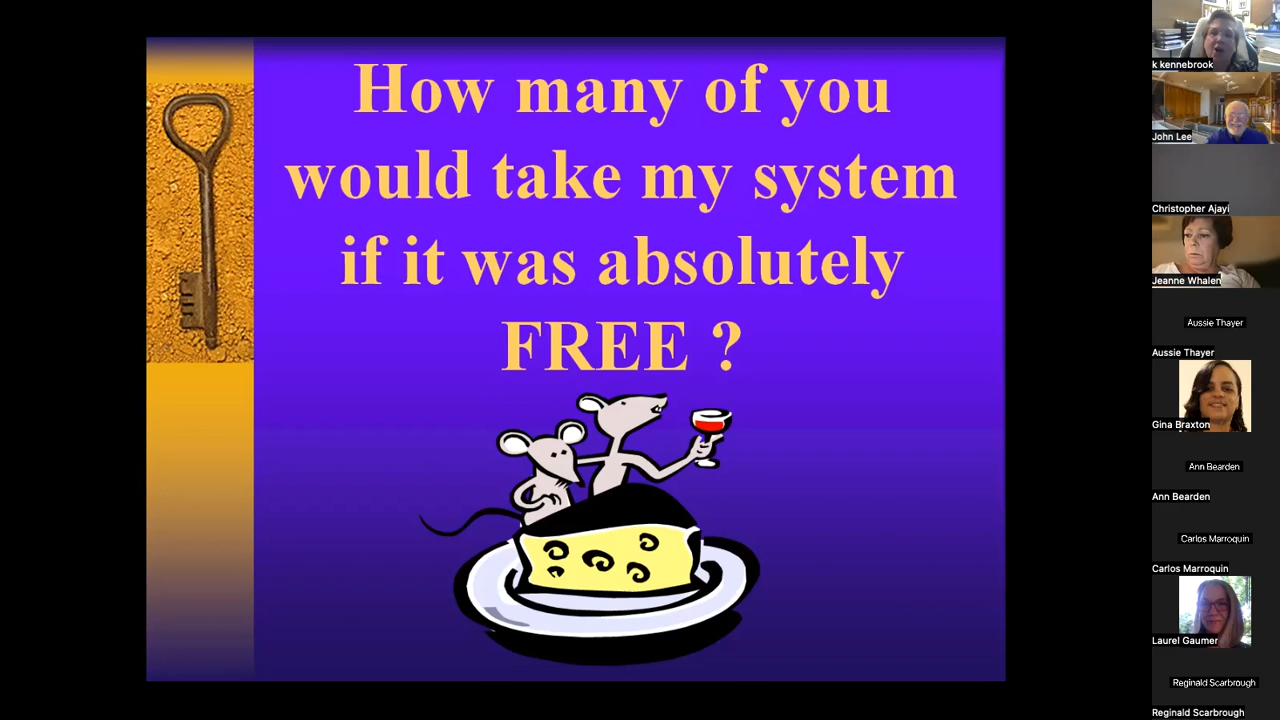 How many of you
would take my system
if it was absolutely
FREE ?
k kennebrook
John Lee
Christopher Ajayi
Jeanne Whalen
Aussie Thayer
Aussie Thayer
Gina Braxton
Ann Bearden
Ann Bearden
Carlos Marroquin
Carlos Marroquin
Laurel Gaumer
Reginald Scarbrough
Reginald Scarbrough